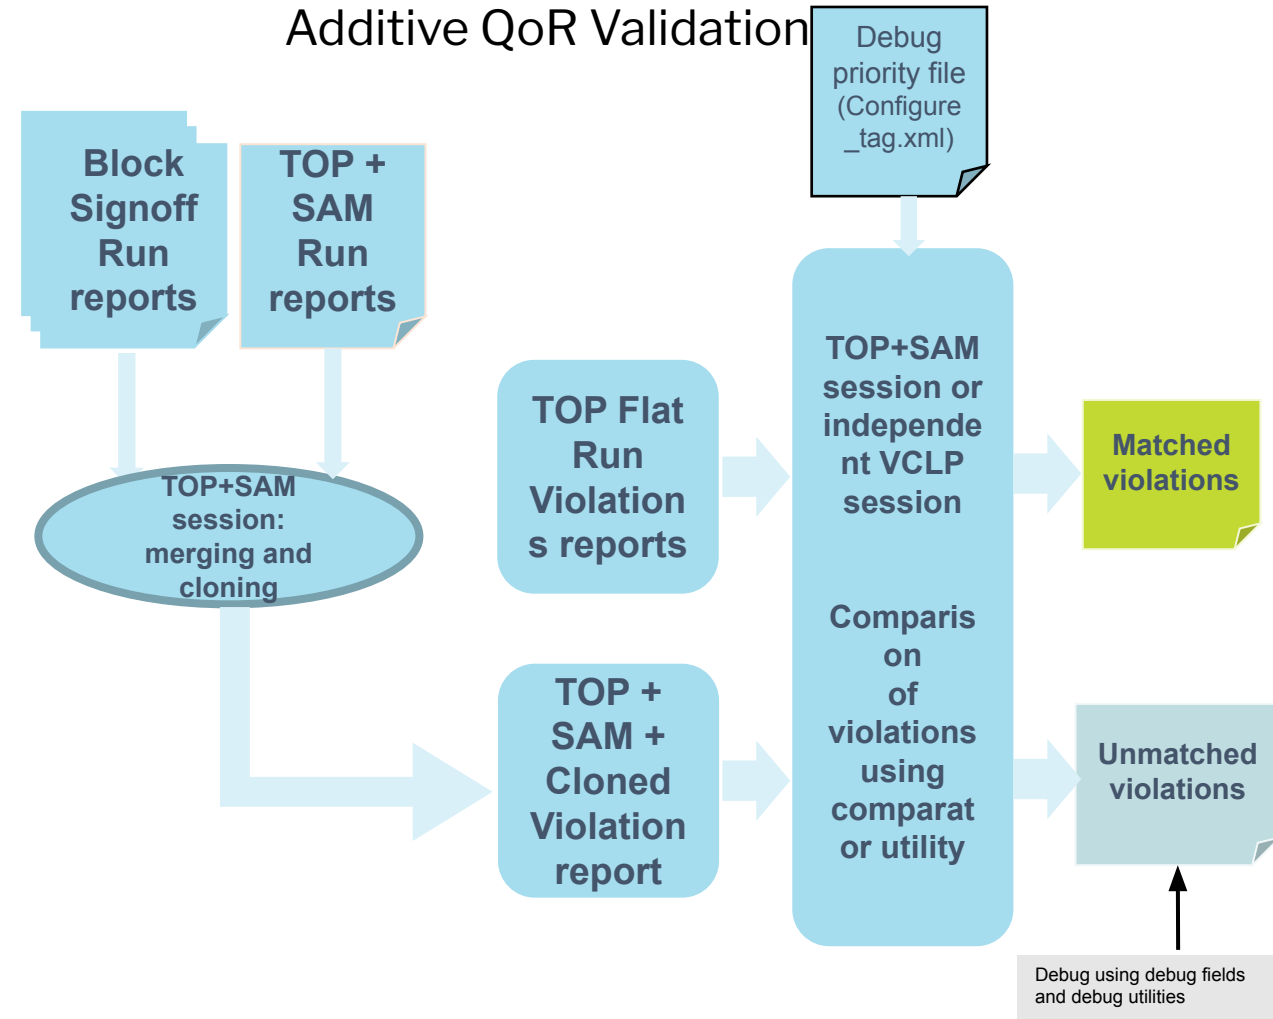 Additive QoR Validation
Debug
priority file
(Configure
_tag.xml)
Block
Signoff
Run
reports
TOP +
SAM
Run
reports
TOP+SAM
session:
merging and
cloning
TOP Flat
Run
Violation
s reports
TOP +
SAM +
Cloned
Violation
report
TOP+SAM
session or
independe
nt VCLP
session
Comparis
on
of
violations
using
comparat
or utility
Matched
violations
Unmatched
violations
Debug using debug fields
and debug utilities